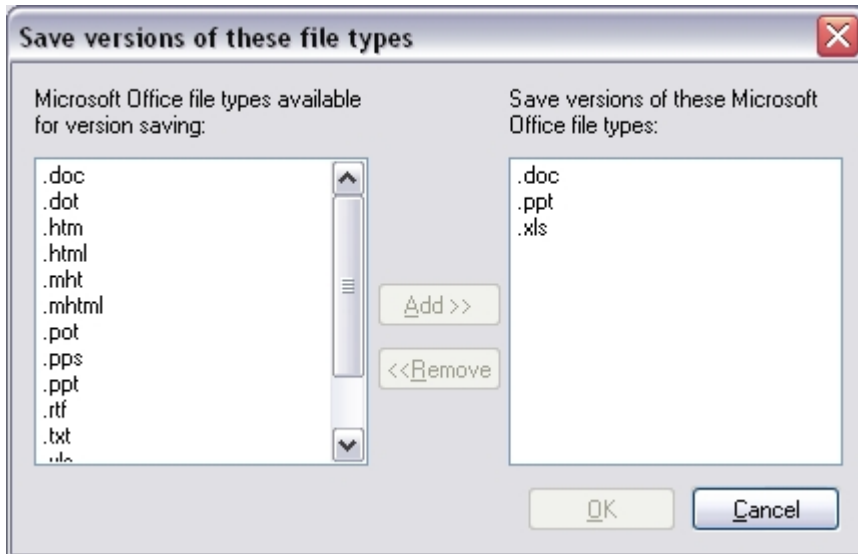 Save versions of these file types
Microsoft Office file types available
for version saving:
.doc
.dot
.htm
.html
.mht
.mhtml
.pot
.pps
.ppt
.rtf
.txt
Add >>
<<Remove
Save versions of these Microsoft
Office file types:
.doc
.ppt
.xls
OK
Cancel